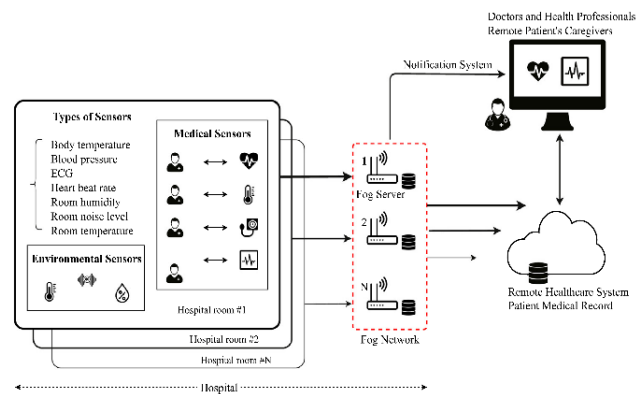 Doctors and Health Professionals
Remote Patient's Caregivers
Notification System
Types of Sensors
Body temperature
Blood pressure
ECG
Heart beat rate
Room humidity
Room noise level
Room temperature
Medical Sensors
Environmental Sensors
Hospital room #1
Hospital room #2
Hospital room #N
Hospital
1
Fog Server
2
N
Fog Network
Remote Healthcare System
Patient Medical Record